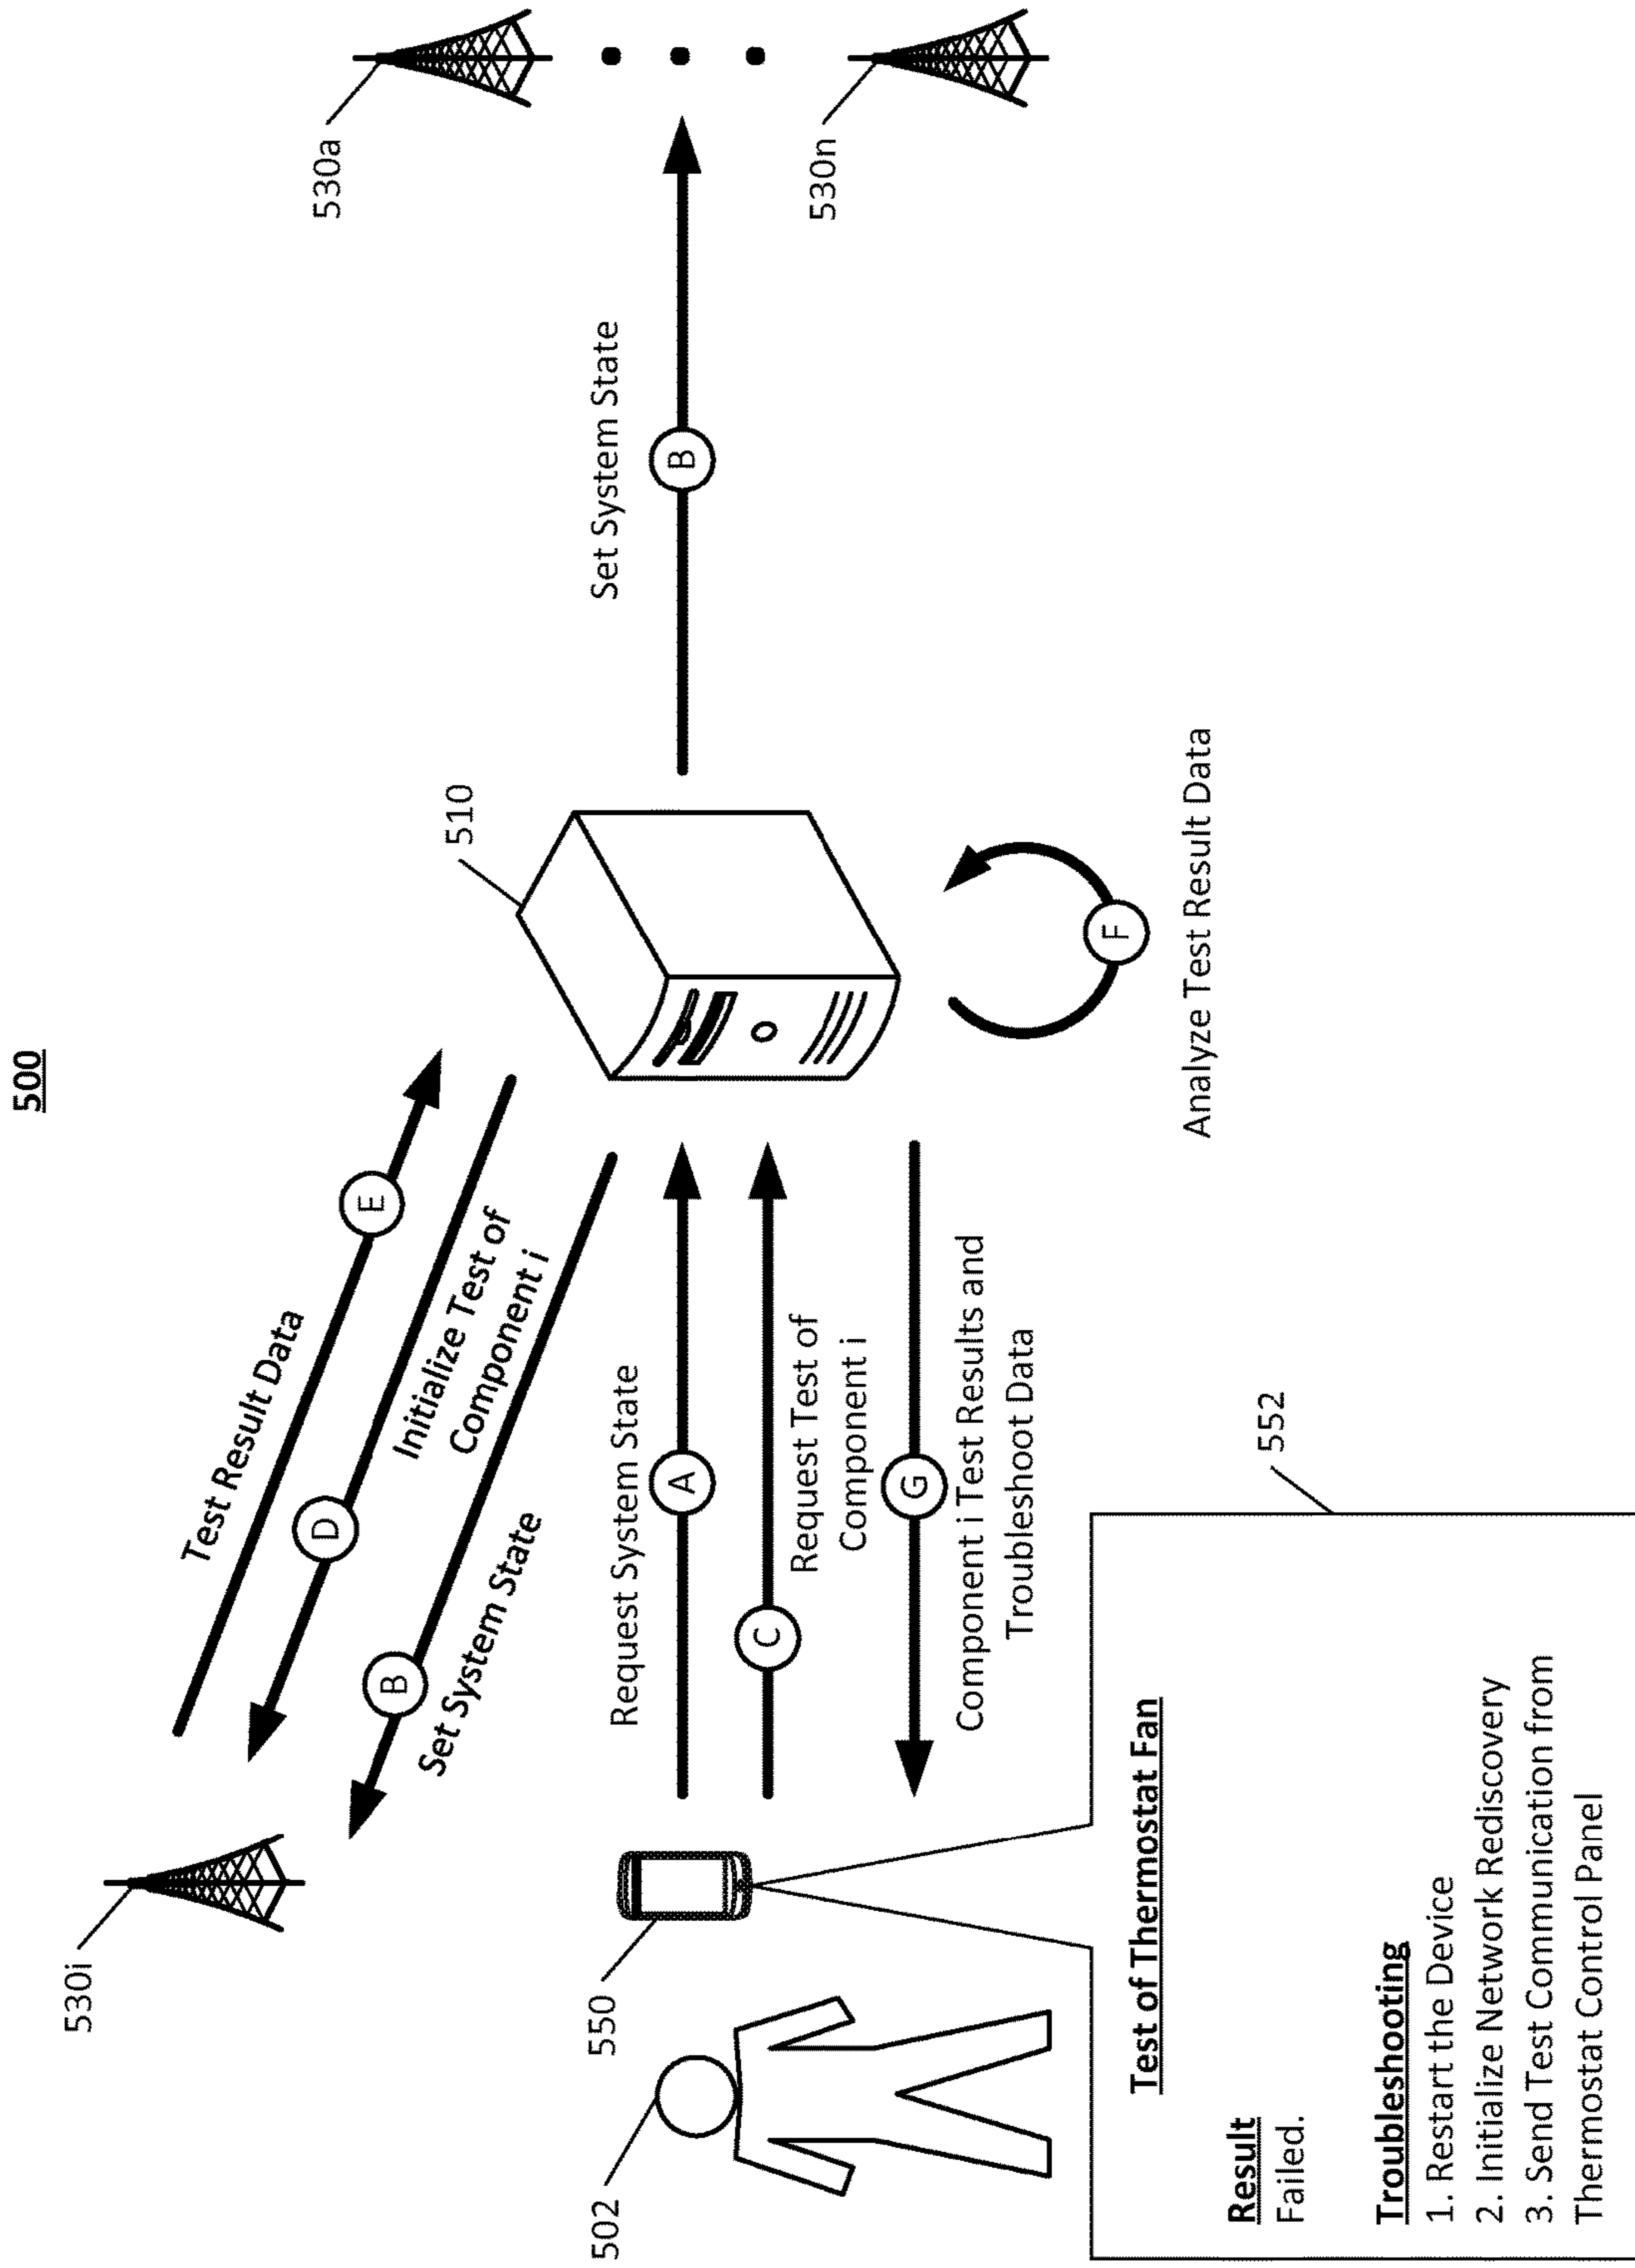 500
530i
Test Result Data
E
D
Initialize Test of
Component i
B
Set System State
510
530a
Set System State
B
530n
550
502
Request System State
A
C
Request Test of
Component i
G
Component i Test Results and
Troubleshoot Data
F
Analyze Test Result Data
552
Test of Thermostat Fan
Result
Failed.
Troubleshooting
1. Restart the Device
2. Initialize Network Rediscovery
3. Send Test Communication from
Thermostat Control Panel